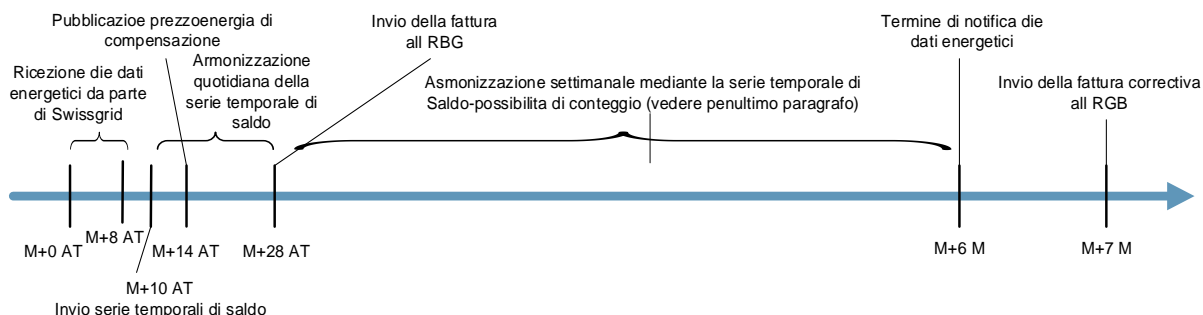 Pubblicazioe prezzoenergia di
compensazione
Invio della fattura
all RBG
Termine di notifica die
dati energetici
Ricezione die dati
energetici da parte
di Swissgrid
Armonizzazione
quotidiana della
serie temporale di
saldo
Asmonizzazione settimanale mediante la serie temporale di
Saldo-possibilita di conteggio (vedere penultimo paragrafo)
Invio della fattura correctiva
all RGB
M+0 AT
M+8 AT
M+14 AT
M+28 AT
M+6 M
M+7 M
M+10 AT
Invio serie temporali di saldo